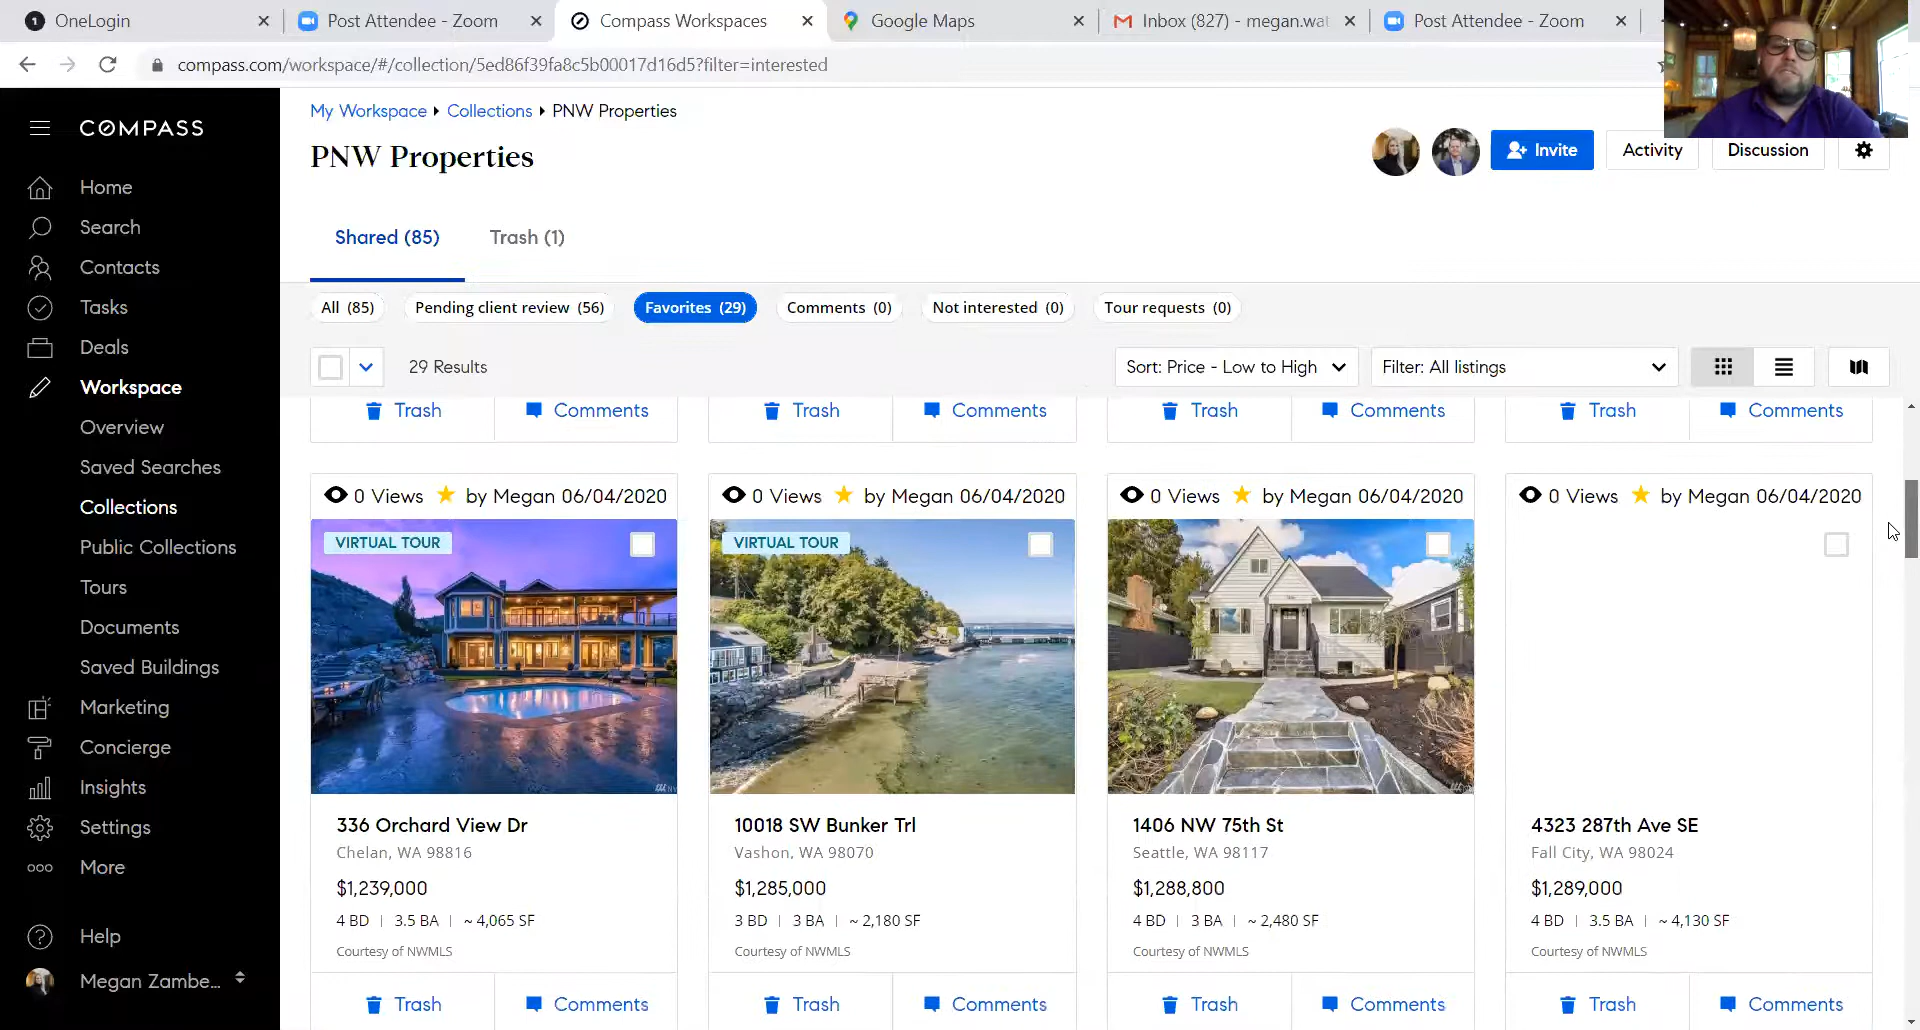 OneLogin
Post Attendee - Zoom
Compass Workspaces
Google Maps
Inbox (827) - megan.wat
Post Attendee - Zoom
compass.com/workspace/#/collection/5ed86f39fa8c5b00017d16d5?filter=interested
COMPASS
Home
Search
Contacts
Tasks
Deals
Workspace
Overview
Saved Searches
Collections
Public Collections
Tours
Documents
Saved Buildings
Marketing
Concierge
Insights
Settings
More
Help
Megan Zambe...
My Workspace ▸ Collections ▸ PNW Properties
PNW Properties
Invite
Activity
Discussion
Shared (85)
Trash (1)
All (85)
Pending client review (56)
Favorites (29)
Comments (0)
Not interested (0)
Tour requests (0)
29 Results
Sort: Price - Low to High
Filter: All listings
Trash
Comments
Trash
Comments
Trash
Comments
Trash
Comments
0 Views ★ by Megan 06/04/2020
VIRTUAL TOUR
336 Orchard View Dr
Chelan, WA 98816
$1,239,000
4 BD | 3.5 BA | ~ 4,065 SF
Courtesy of NWMLS
Trash
Comments
0 Views ★ by Megan 06/04/2020
VIRTUAL TOUR
10018 SW Bunker Trl
Vashon, WA 98070
$1,285,000
3 BD | 3 BA | ~ 2,180 SF
Courtesy of NWMLS
Trash
Comments
0 Views ★ by Megan 06/04/2020
1406 NW 75th St
Seattle, WA 98117
$1,288,800
4 BD | 3 BA | ~ 2,480 SF
Courtesy of NWMLS
Trash
Comments
0 Views ★ by Megan 06/04/2020
4323 287th Ave SE
Fall City, WA 98024
$1,289,000
4 BD | 3.5 BA | ~ 4,130 SF
Courtesy of NWMLS
Trash
Comments